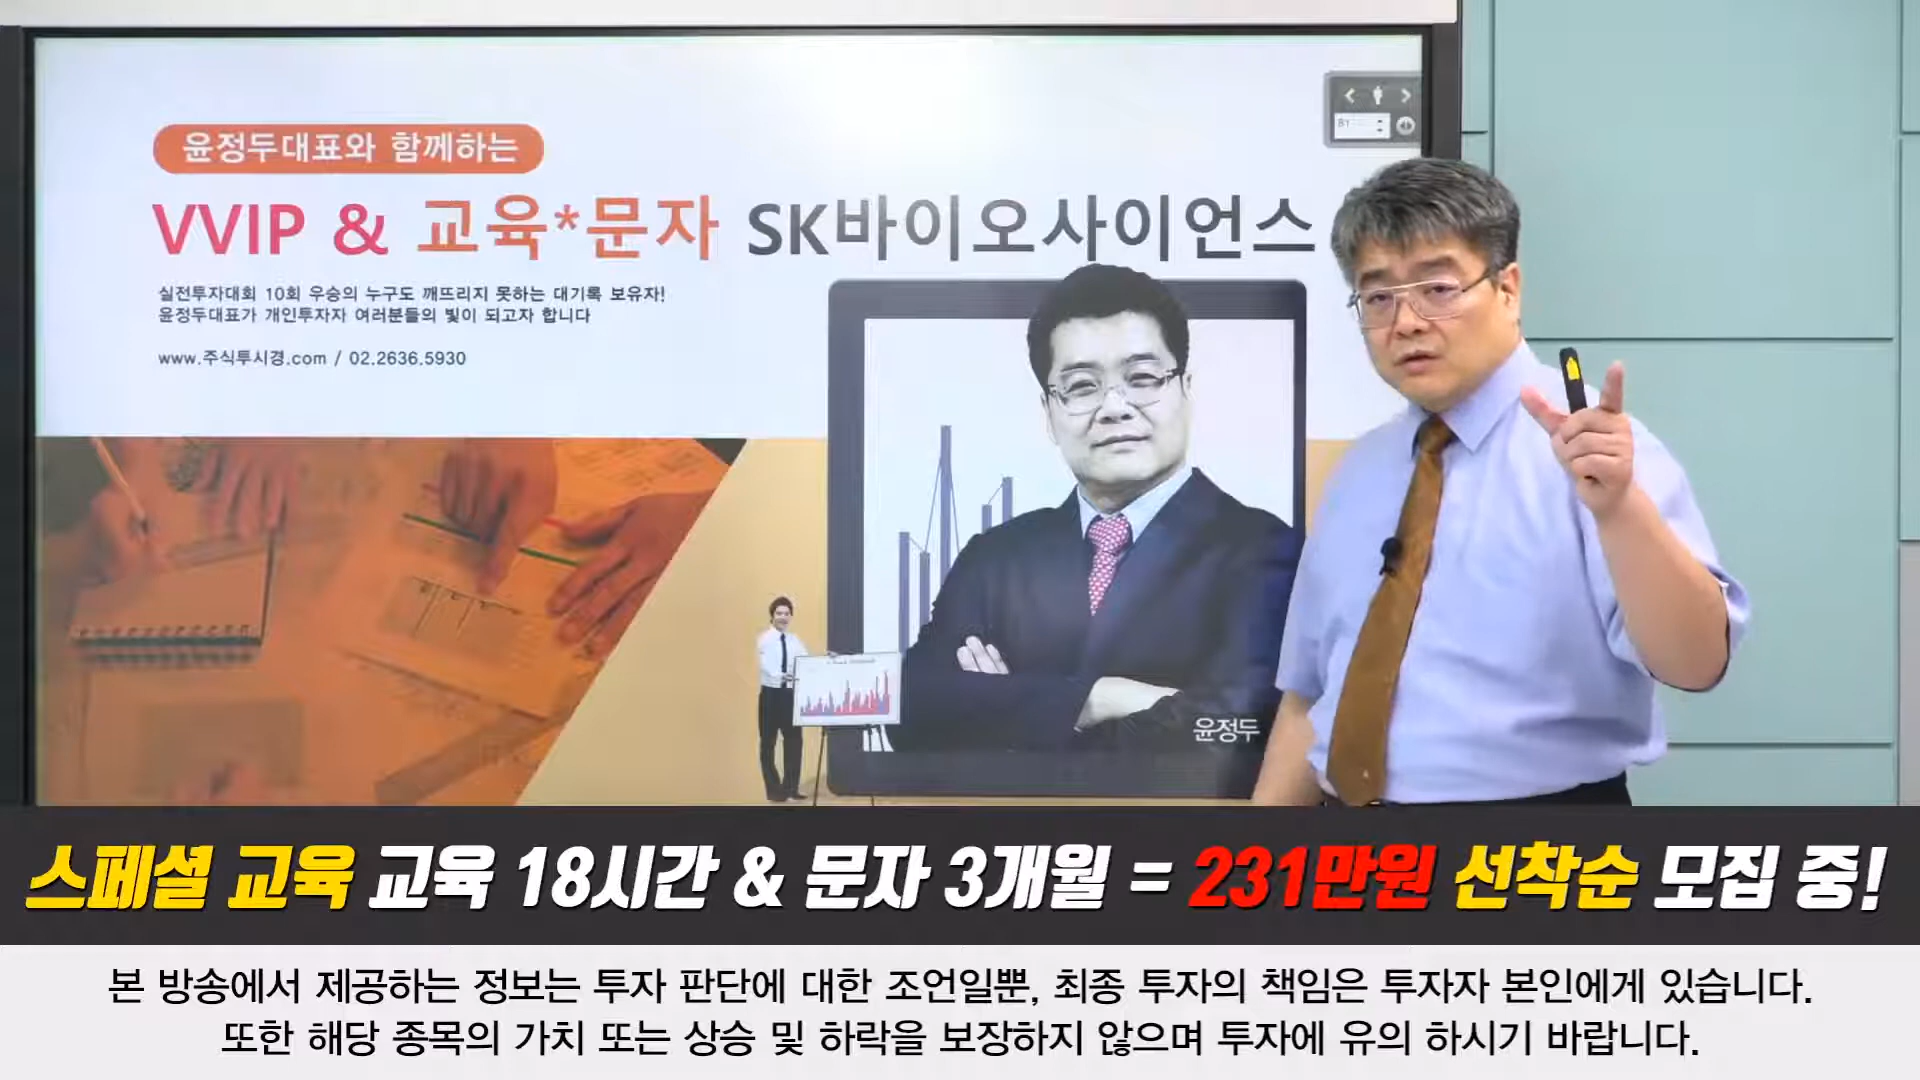 윤정두대표와 함께하는
VVIP & 교육*문자 SK바이오사이언스
실전투자대회 10회 우승의 누구도 깨뜨리지 못하는 대기록 보유자!
윤정두대표가 개인투자자 여러분들의 빛이 되고자 합니다
www.주식투시경.com / 02.2636.5930
윤정두
스페셜 교육 교육 18시간 & 문자 3개월 = 231만원 선착순 모집 중!
본 방송에서 제공하는 정보는 투자 판단에 대한 조언일뿐, 최종 투자의 책임은 투자자 본인에게 있습니다.
또한 해당 종목의 가치 또는 상승 및 하락을 보장하지 않으며 투자에 유의 하시기 바랍니다.